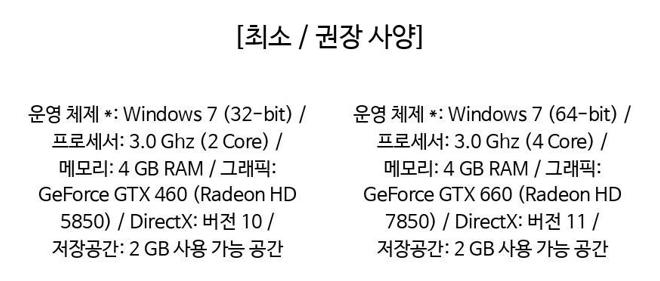 [최소 / 권장 사양]
운영 체제 *: Windows 7 (32-bit) /
프로세서: 3.0 Ghz (2 Core) /
메모리: 4 GB RAM / 그래픽:
GeForce GTX 460 (Radeon HD
5850) / DirectX: 버전 10 /
저장공간: 2 GB 사용 가능 공간
운영 체제 *: Windows 7 (64-bit) /
프로세서: 3.0 Ghz (4 Core) /
메모리: 4 GB RAM / 그래픽:
GeForce GTX 660 (Radeon HD
7850) / DirectX: 버전 11 /
저장공간: 2 GB 사용 가능 공간